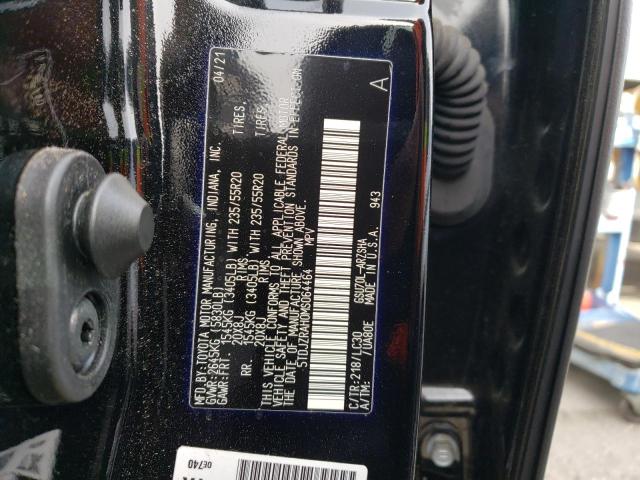 MFD. BY: TOYOTA MOTOR MANUFACTURING, INDIANA, INC. 04/21
GVWR: 2645KG (5830LB)
GAWR: FRT. 1545KG (3405LB) WITH 235/55R20 TIRES,
20X8J RIMS
RR. 1545KG (3405LB) WITH 235/55R20 TIRES,
20X8J RIMS
THIS VEHICLE CONFORMS TO ALL APPLICABLE FEDERAL MOTOR
VEHICLE SAFETY AND THEFT PREVENTION STANDARDS IN EFFECT ON
THE DATE OF MANUFACTURE SHOWN ABOVE.
MPV
A
C/TR: 218/LC30 GSU70L-ARZSHA
A/TM: /UA80E MADE IN U.S.A. 943
0E740